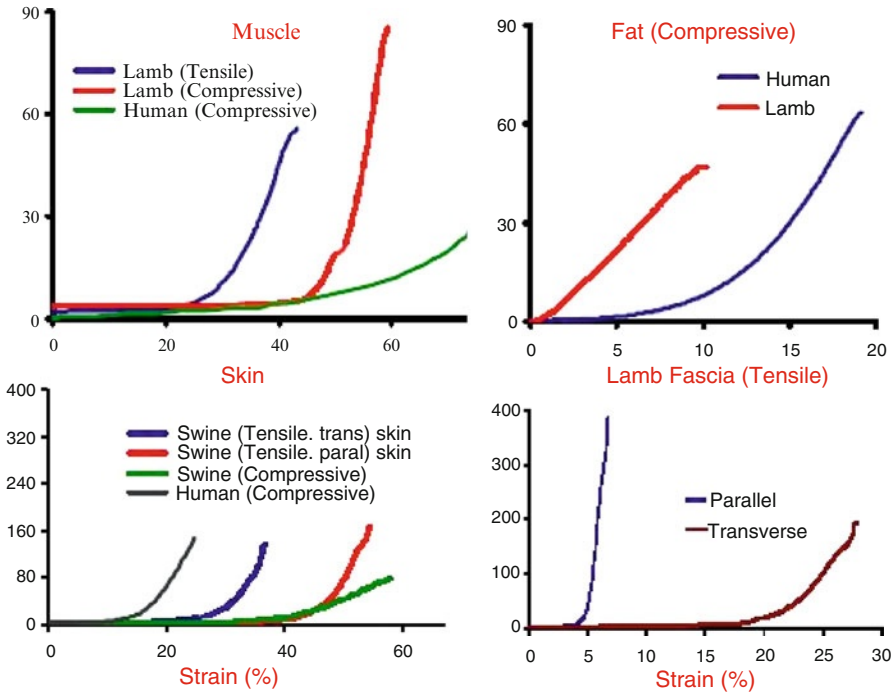 Muscle
90
60
30
0
Lamb (Tensile)
Lamb (Compressive)
Human (Compressive)
0 20 40 60
Fat (Compressive)
90
60
30
0
Human
Lamb
0 5 10 15 20
Skin
400
320
240
160
80
0
Swine (Tensile. trans) skin
Swine (Tensile. paral) skin
Swine (Compressive)
Human (Compressive)
0 20 40 60
Strain (%)
Lamb Fascia (Tensile)
400
300
200
100
0
Parallel
Transverse
0 5 10 15 20 25 30
Strain (%)